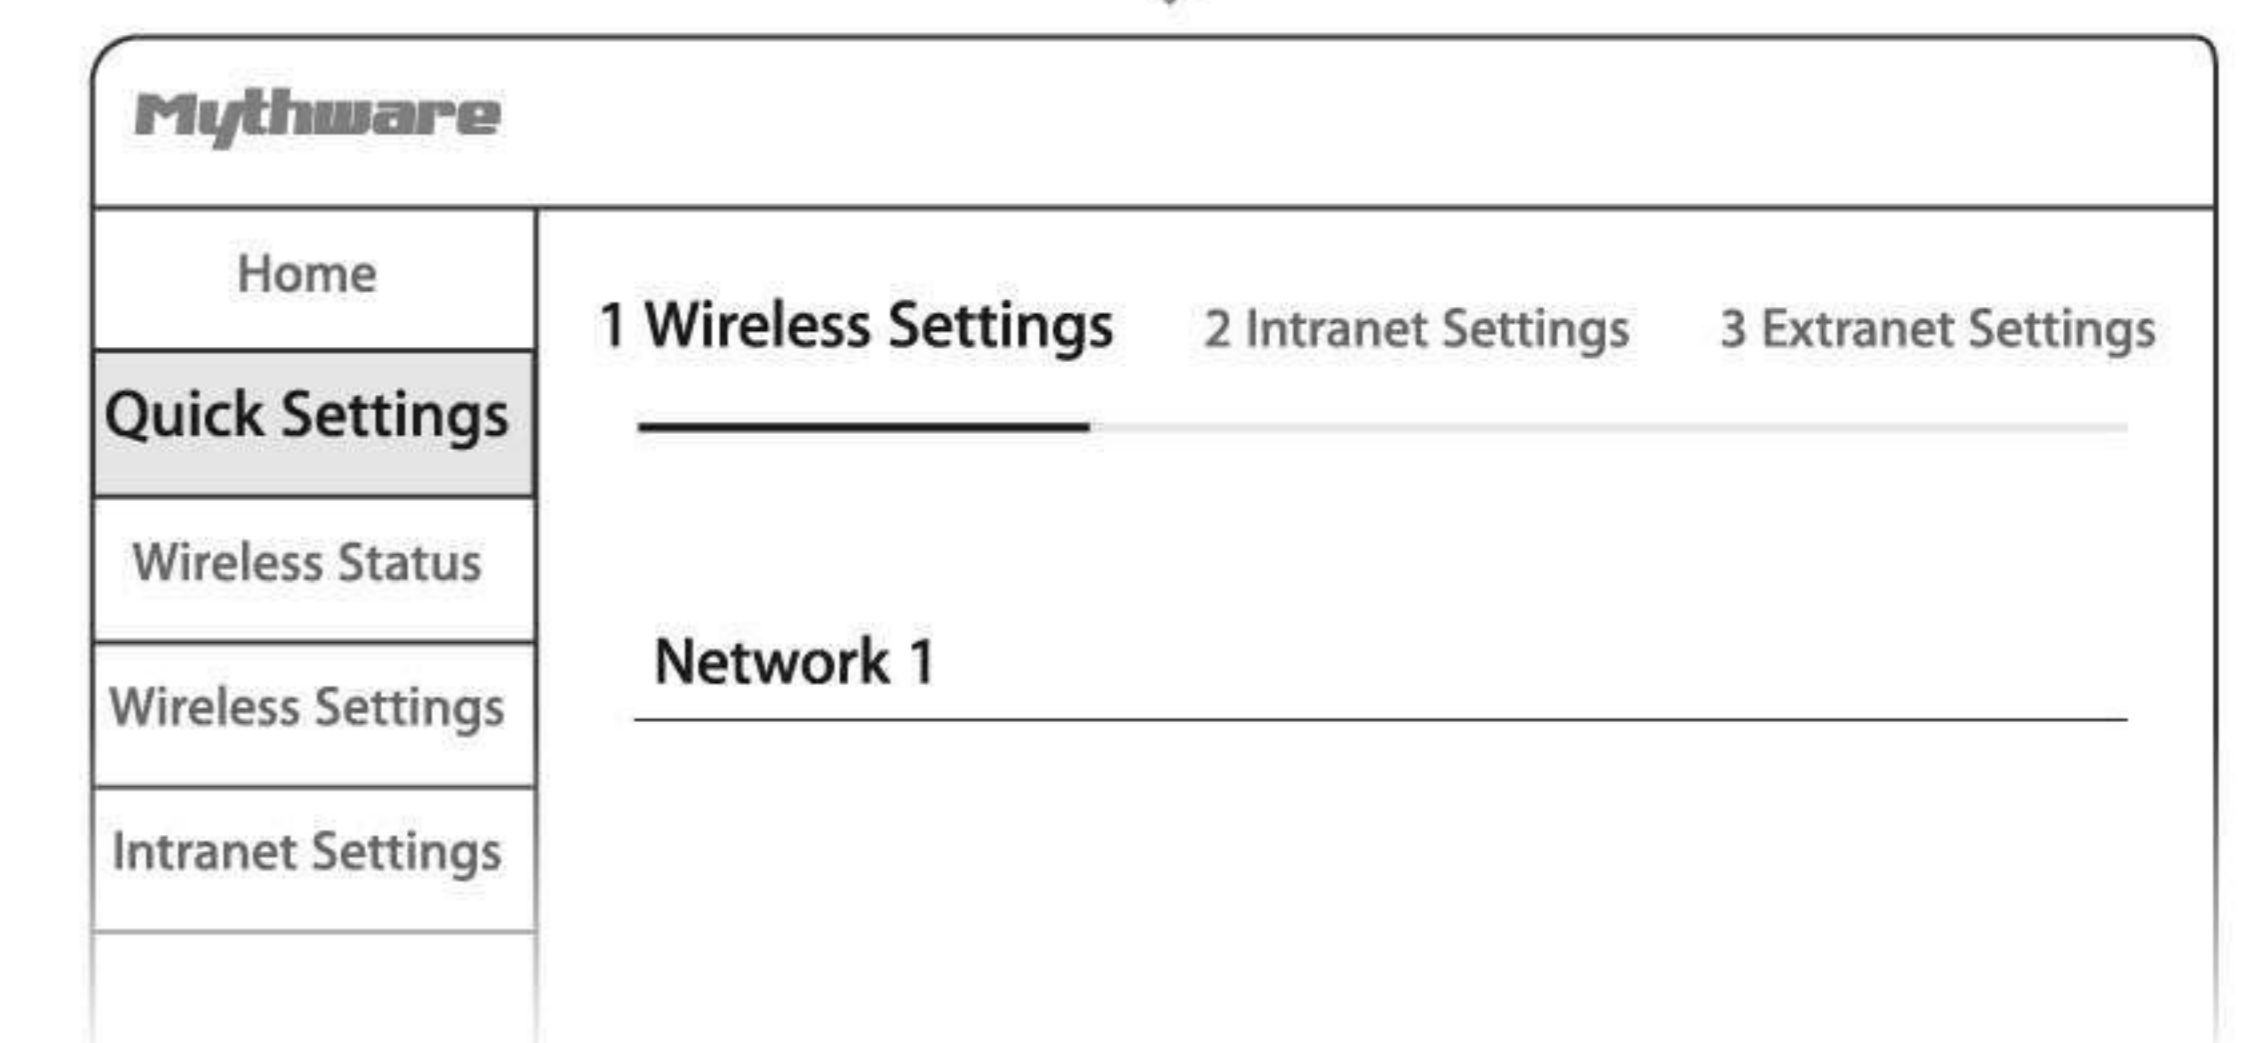 Mythware
Home
Quick Settings
Wireless Status
Wireless Settings
Intranet Settings
1 Wireless Settings
2 Intranet Settings
3 Extranet Settings
Network 1